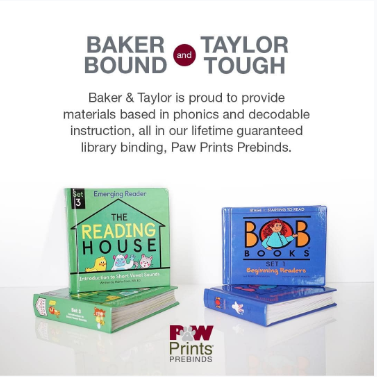 BAKER BOUND and TAYLOR TOUGH
Baker & Taylor is proud to provide
materials based in phonics and decodable
instruction, all in our lifetime guaranteed
library binding, Paw Prints Prebinds.
Set 3
Emerging Reader
THE
READING
HOUSE
Introduction to Short Vowel Sounds
Set 3
BOB
BOOKS
SET 1
Beginning Readers
PAW
Prints
PREBINDS